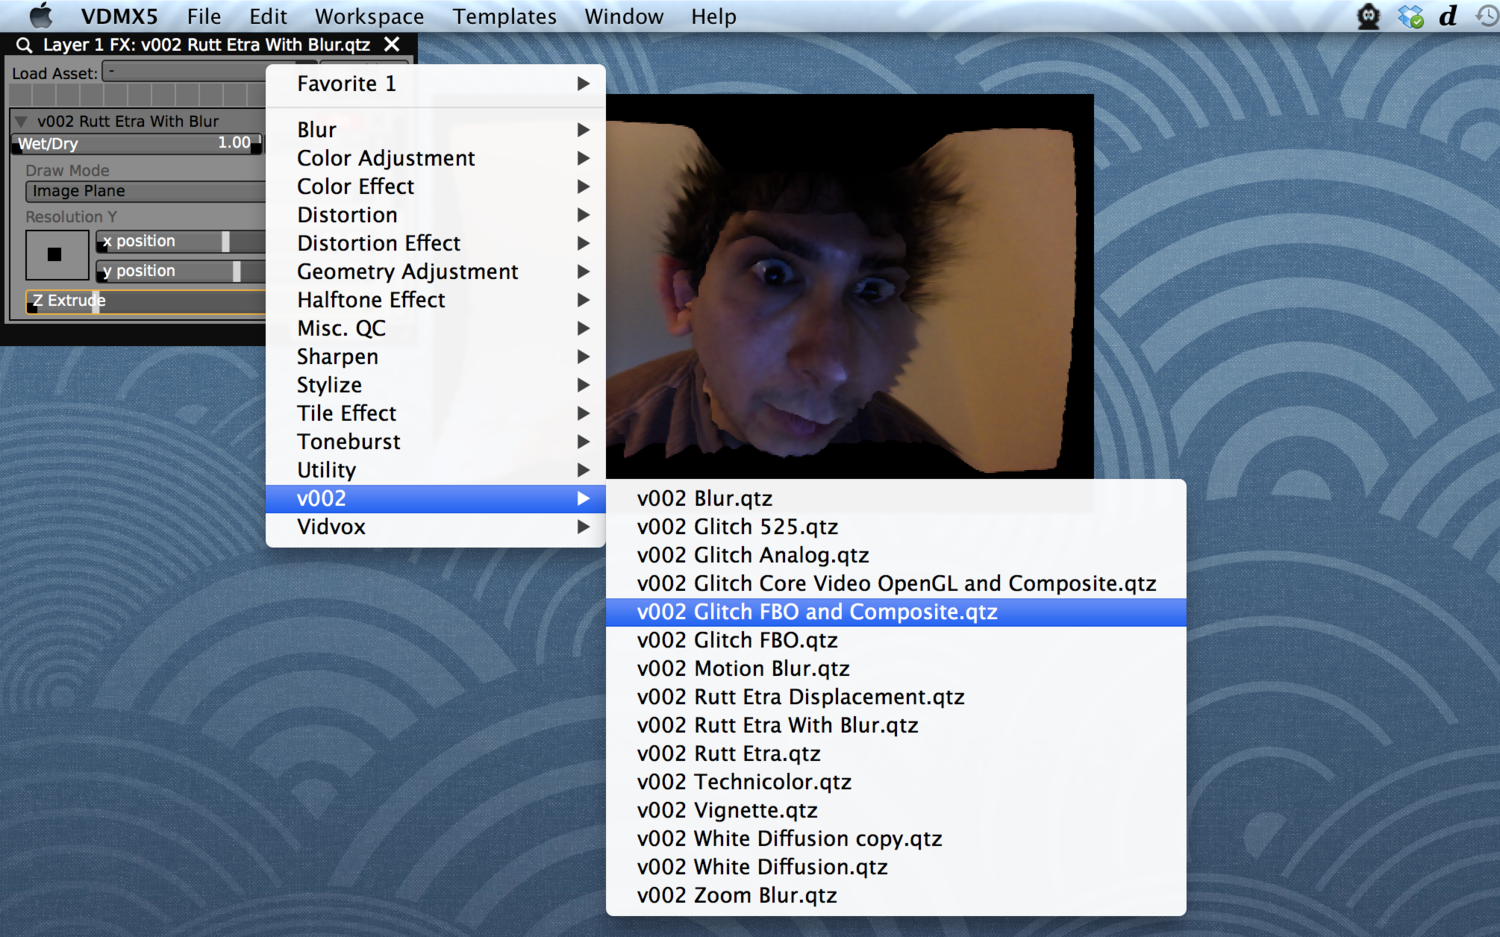 VDMX5 File Edit Workspace Templates Window Help
Layer 1 FX: v002 Rutt Etra With Blur.qtz
Load Asset: -
v002 Rutt Etra With Blur
Wet/Dry 1.00
Draw Mode
Image Plane
Resolution Y
x position
y position
Z Extrude
Favorite 1
Blur
Color Adjustment
Color Effect
Distortion
Distortion Effect
Geometry Adjustment
Halftone Effect
Misc. QC
Sharpen
Stylize
Tile Effect
Toneburst
Utility
v002
Vidvox
v002 Blur.qtz
v002 Glitch 525.qtz
v002 Glitch Analog.qtz
v002 Glitch Core Video OpenGL and Composite.qtz
v002 Glitch FBO and Composite.qtz
v002 Glitch FBO.qtz
v002 Motion Blur.qtz
v002 Rutt Etra Displacement.qtz
v002 Rutt Etra With Blur.qtz
v002 Rutt Etra.qtz
v002 Technicolor.qtz
v002 Vignette.qtz
v002 White Diffusion copy.qtz
v002 White Diffusion.qtz
v002 Zoom Blur.qtz